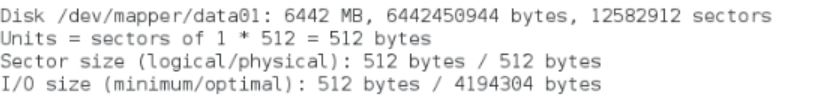 Disk /dev/mapper/data01: 6442 MB, 6442450944 bytes, 12582912 sectors
Units = sectors of 1 * 512 = 512 bytes
Sector size (logical/physical): 512 bytes / 512 bytes
I/O size (minimum/optimal): 512 bytes / 4194304 bytes